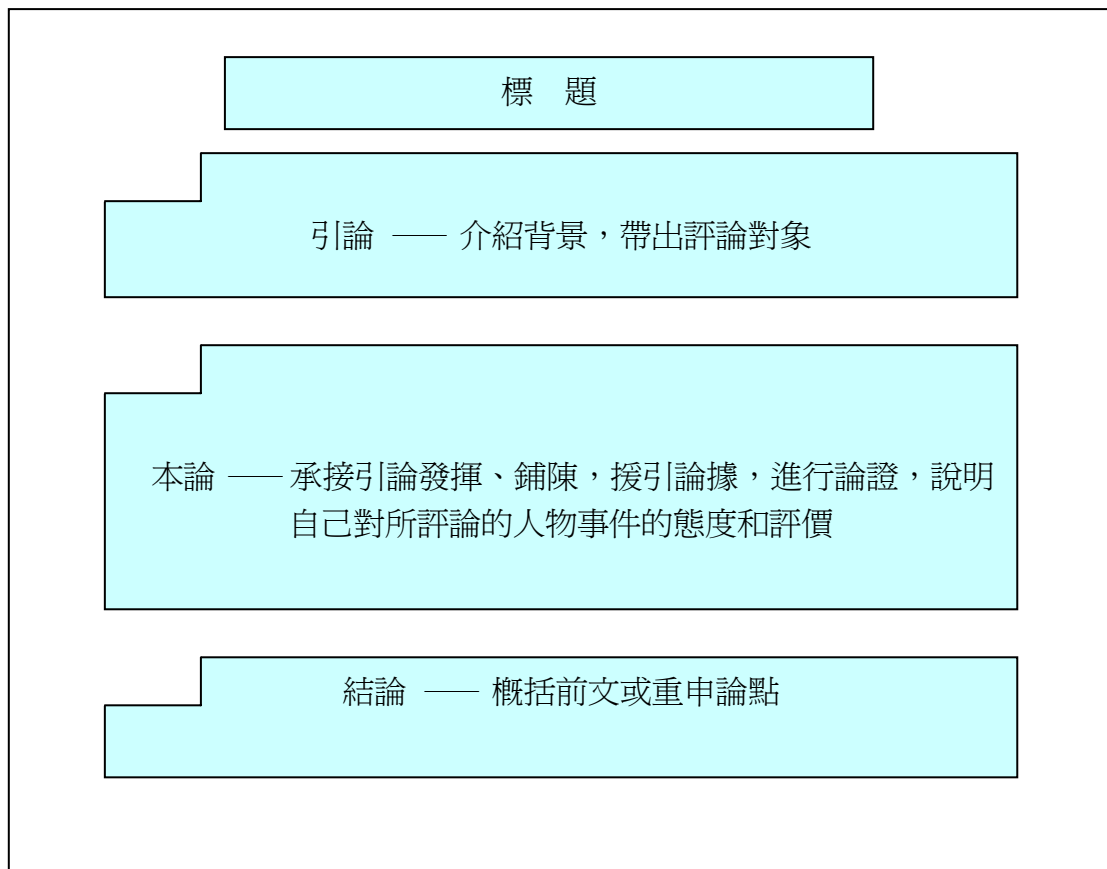 標　題
引論 —— 介紹背景，帶出評論對象
本論 —— 承接引論發揮、鋪陳，援引論據，進行論證，說明
自己對所評論的人物事件的態度和評價
結論 —— 概括前文或重申論點